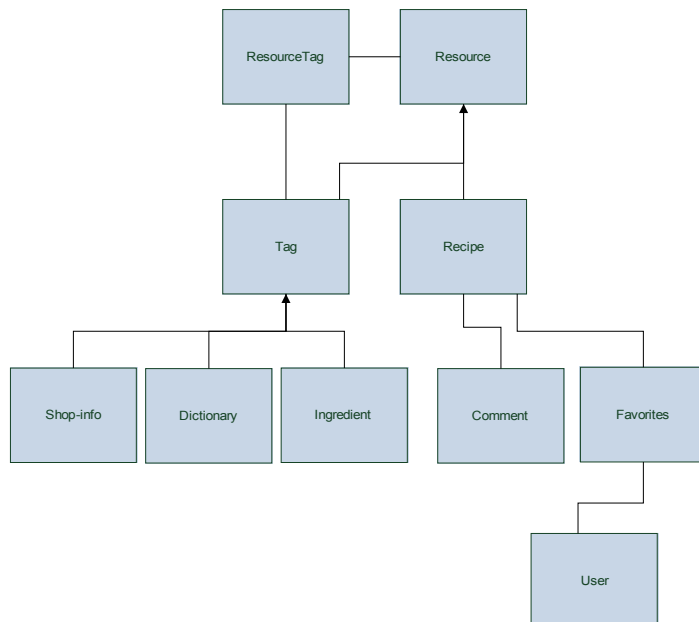 ResourceTag
Resource
Tag
Recipe
Shop-info
Dictionary
Ingredient
Comment
Favorites
User